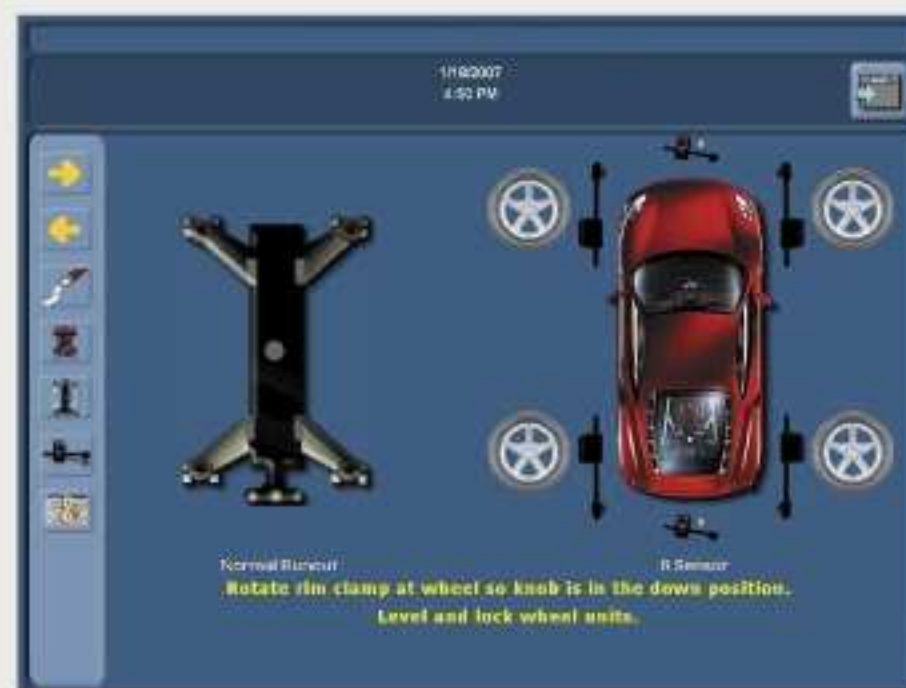 1/18/2007
4:50 PM
Normal Runout
8 Sensor
Rotate rim clamp at wheel so knob is in the down position.
Level and lock wheel units.